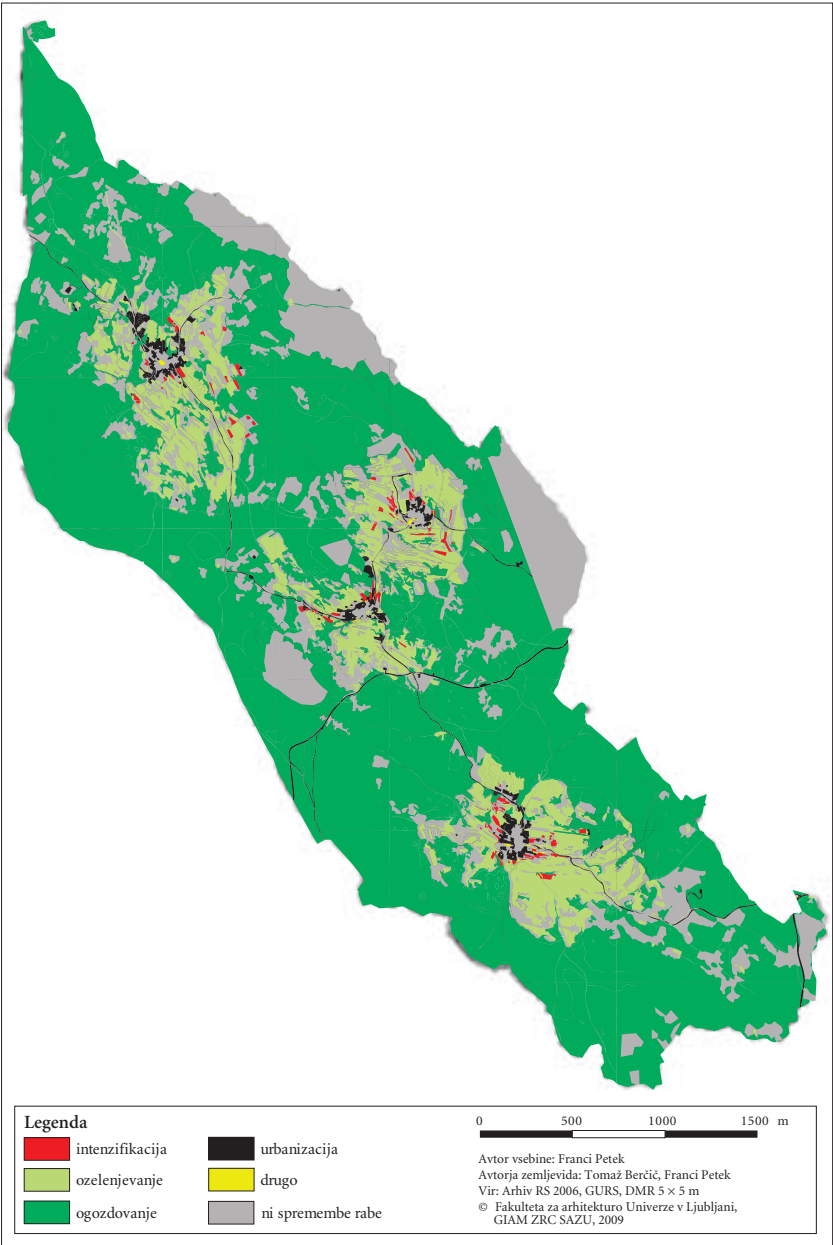 Legenda
intenzifikacija
ozelenjevanje
ogozdovanje
urbanizacija
drugo
ni spremembe rabe
0 500 1000 1500 m
Avtor vsebine: Franci Petek
Avtorja zemljevida: Tomaž Berčič, Franci Petek
Vir: Arhiv RS 2006, GURS, DMR 5 × 5 m
© Fakulteta za arhitekturo Univerze v Ljubljani,
GIAM ZRC SAZU, 2009